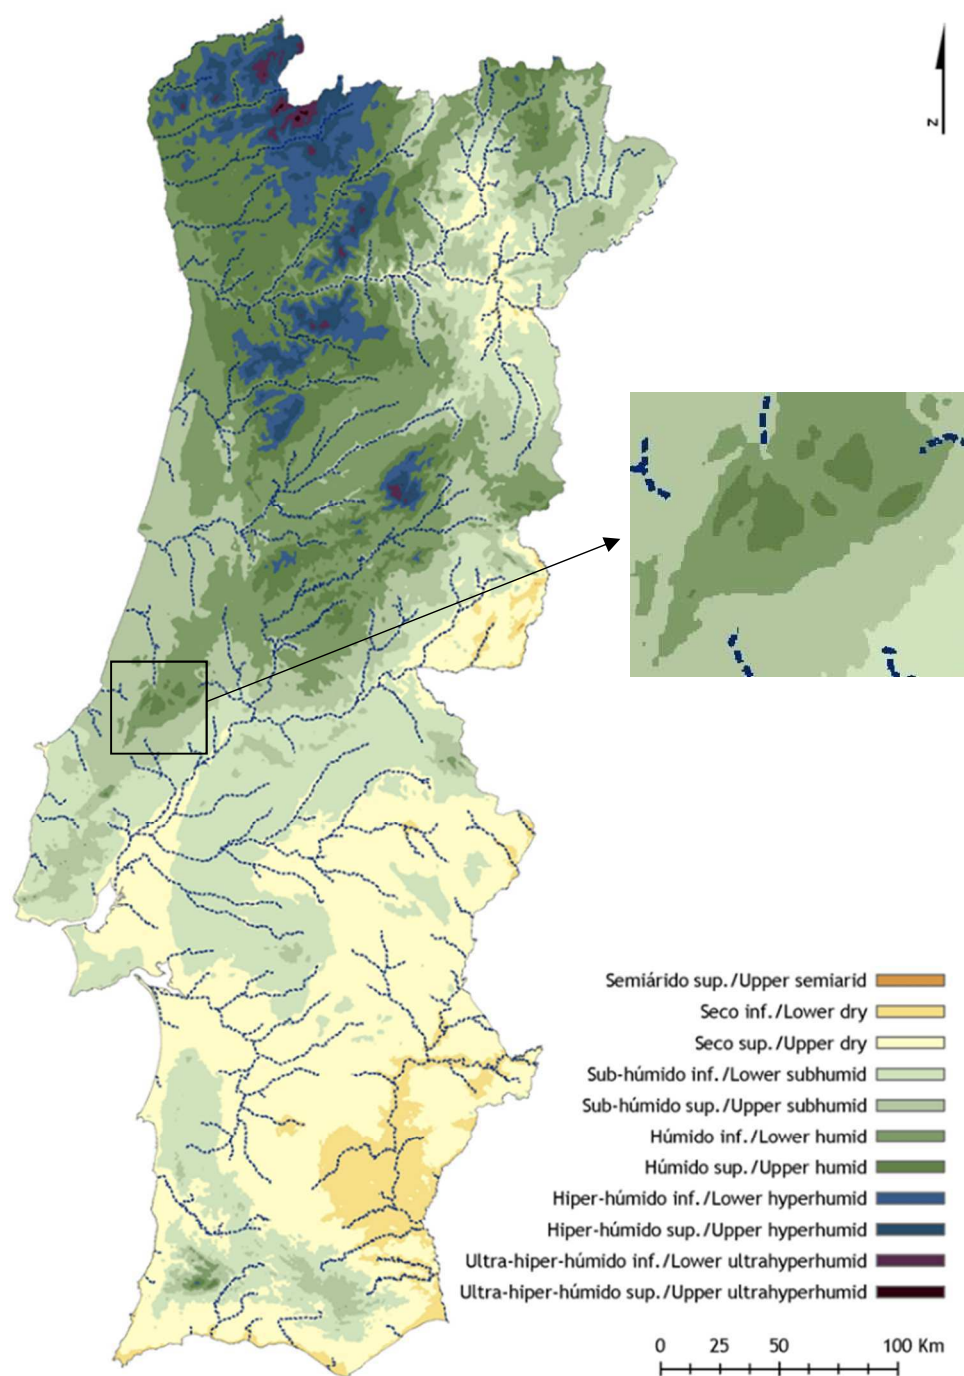 z
Semiárido sup./Upper semiarid
Seco inf./Lower dry
Seco sup./Upper dry
Sub-húmido inf./Lower subhumid
Sub-húmido sup./Upper subhumid
Húmido inf./Lower humid
Húmido sup./Upper humid
Hiper-húmido inf./Lower hyperhumid
Hiper-húmido sup./Upper hyperhumid
Ultra-hiper-húmido inf./Lower ultrahyperhumid
Ultra-hiper-húmido sup./Upper ultrahyperhumid
0 25 50 100 Km